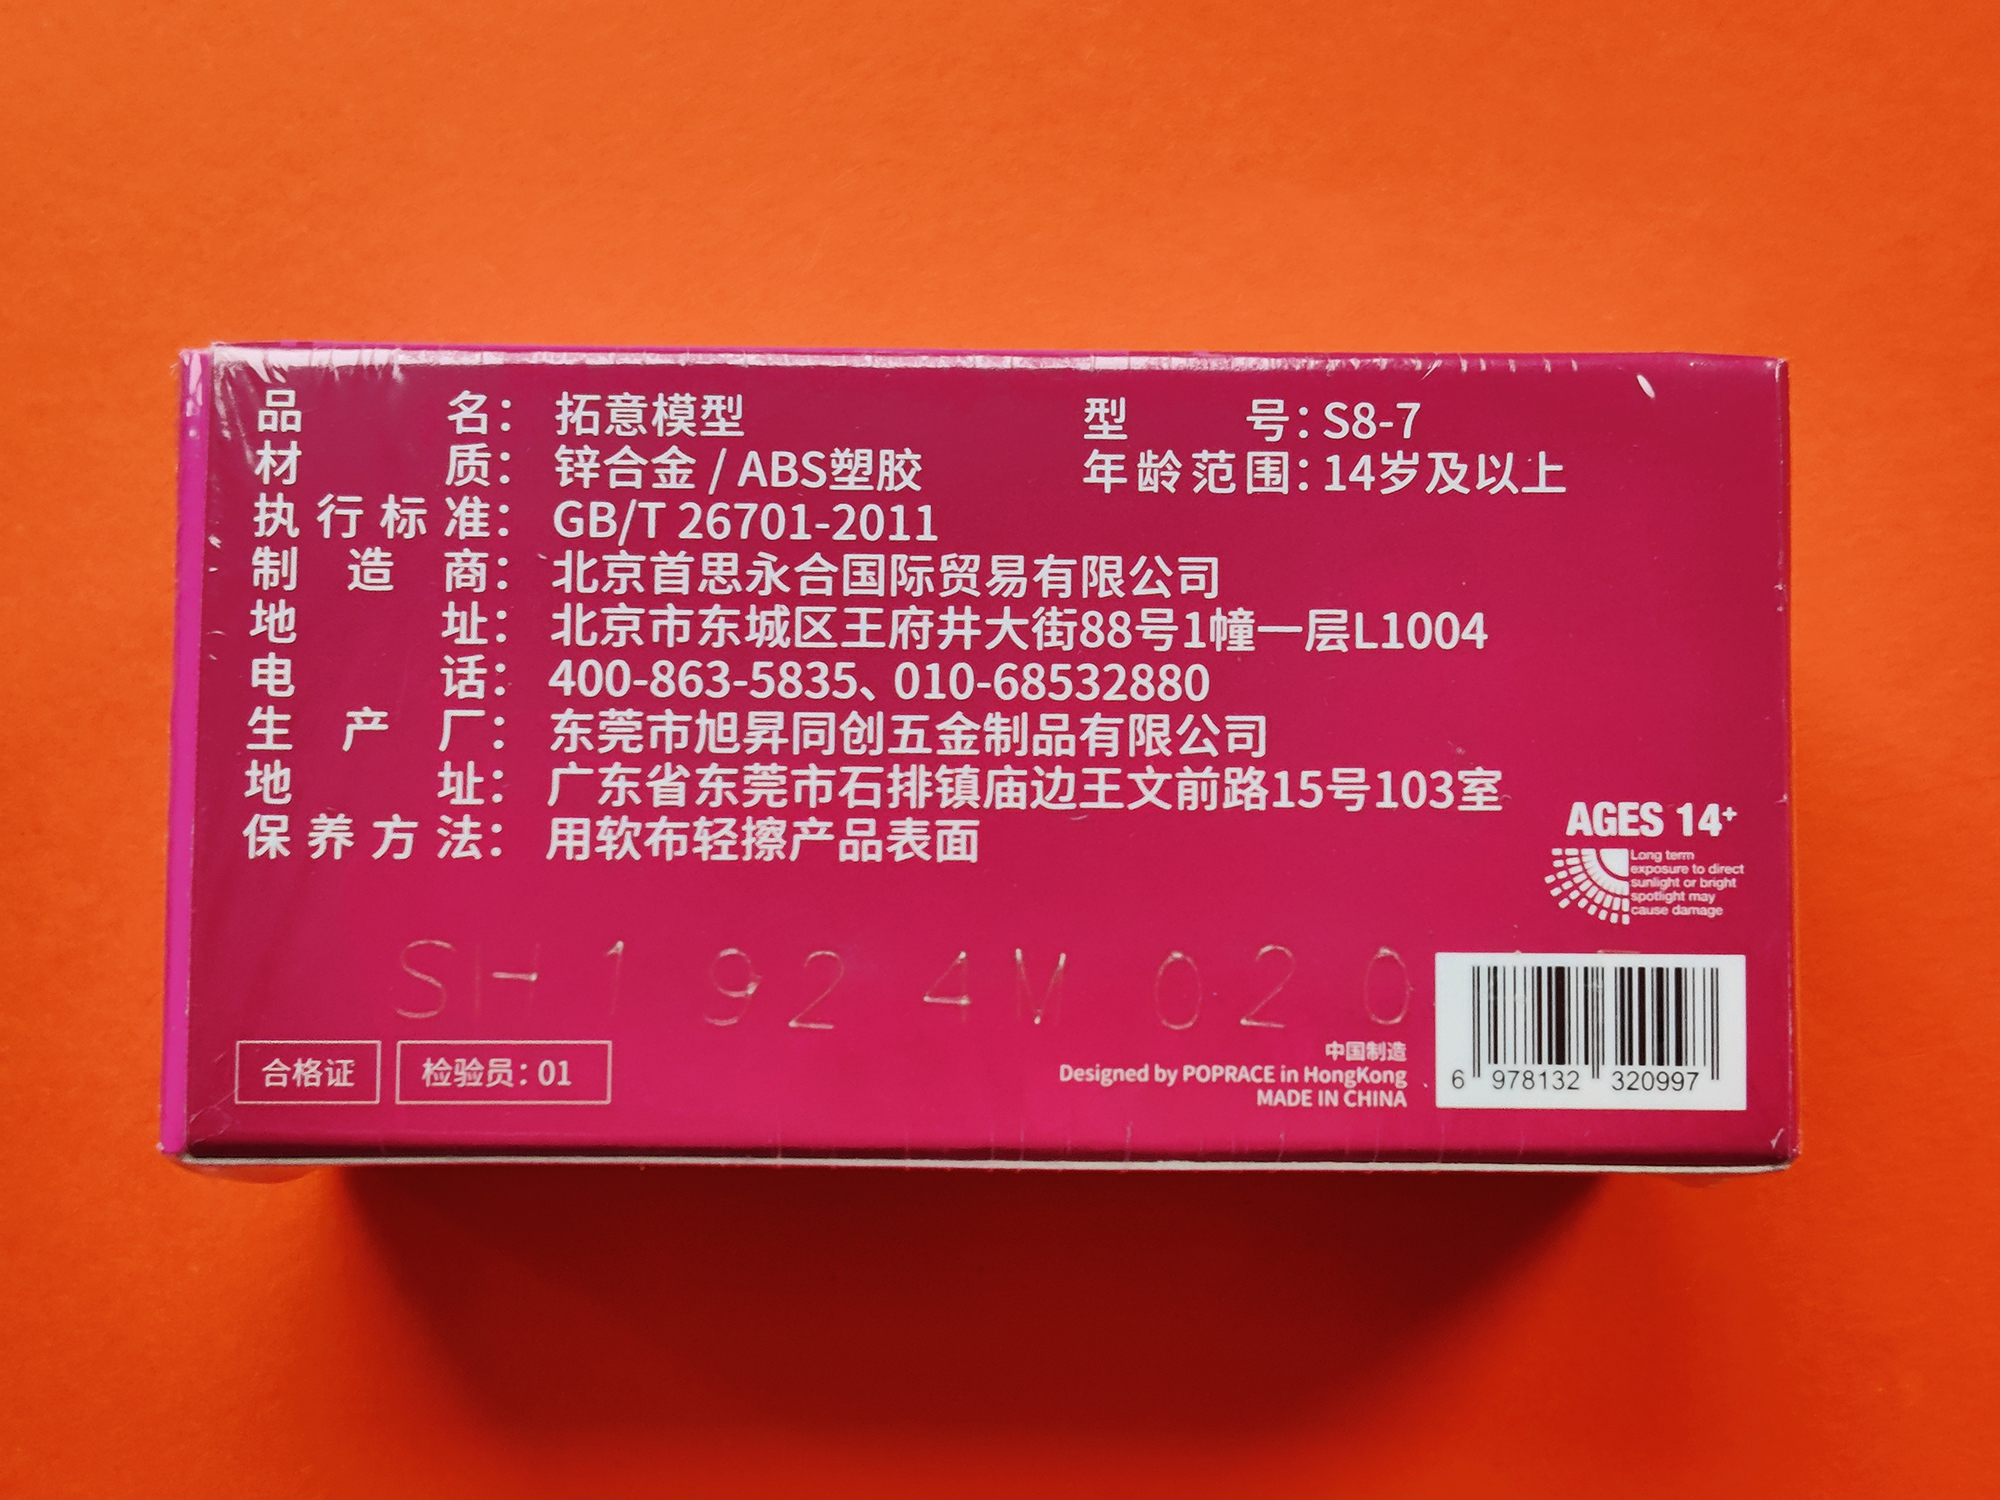 品名：拓意模型 型号：S8-7
材质：锌合金 / ABS塑胶 年龄范围：14岁及以上
执行标准：GB/T 26701-2011
制造商：北京首思永合国际贸易有限公司
地址：北京市东城区王府井大街88号1幢一层L1004
电话：400-863-5835、010-68532880
生产厂：东莞市旭昇同创五金制品有限公司
地址：广东省东莞市石排镇庙边王文前路15号103室
保养方法：用软布轻擦产品表面
AGES 14+
Long term
exposure to direct
sunlight or bright
spotlight may
cause damage
SH1924M020
合格证 检验员：01
中国制造
Designed by POPRACE in HongKong
MADE IN CHINA
6 978132 320997